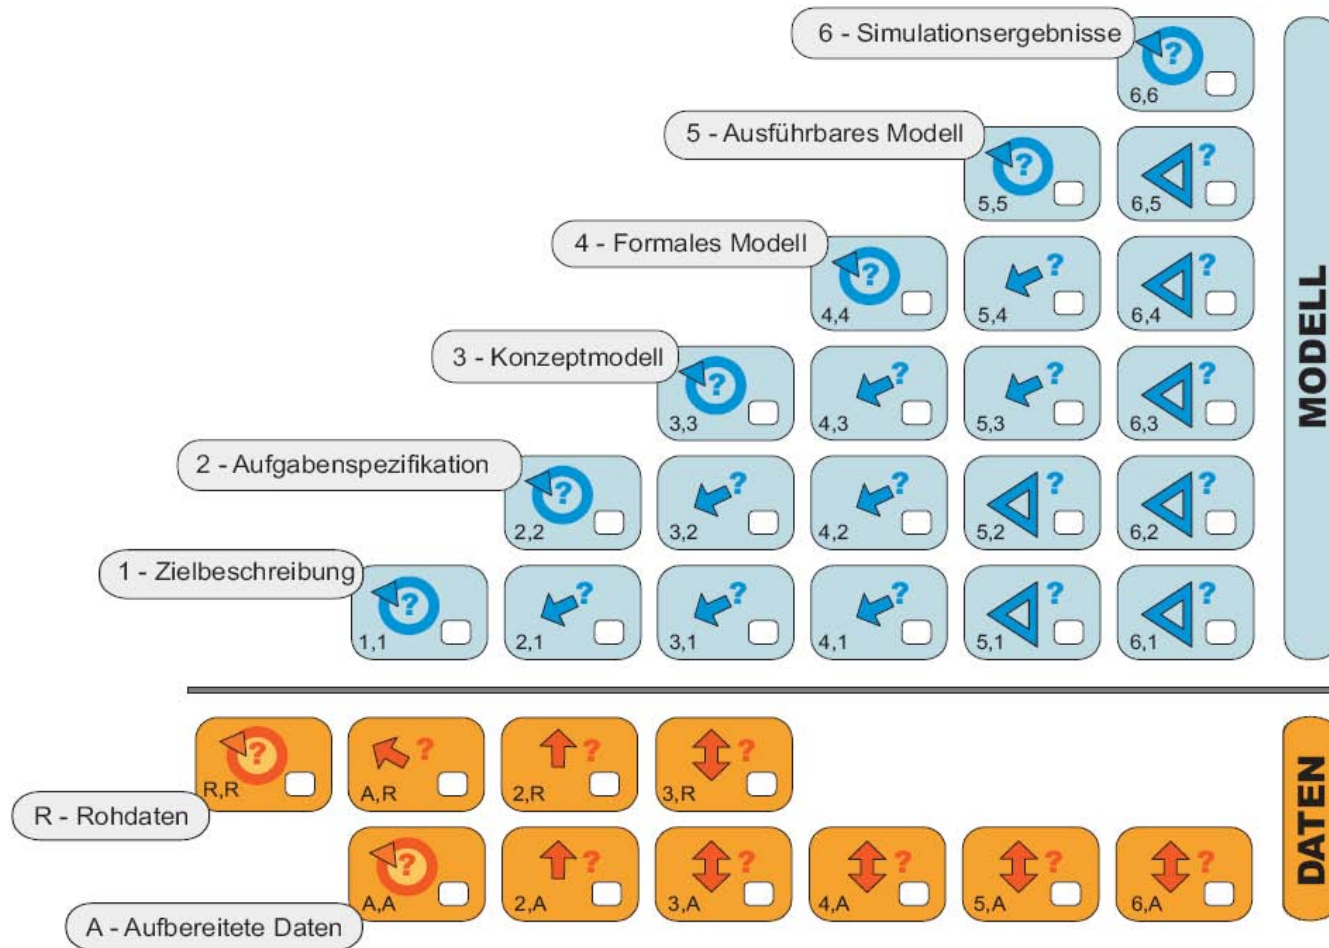 6 - Simulationsergebnisse
?
6,6
5 - Ausführbares Modell
?
5,5
?
6,5
4 - Formales Modell
?
4,4
?
5,4
?
6,4
3 - Konzeptmodell
?
3,3
?
4,3
?
5,3
?
6,3
2 - Aufgabenspezifikation
?
2,2
?
3,2
?
4,2
?
5,2
?
6,2
1 - Zielbeschreibung
?
1,1
?
2,1
?
3,1
?
4,1
?
5,1
?
6,1
MODELL
?
R,R
?
A,R
?
2,R
?
3,R
R - Rohdaten
?
A,A
?
2,A
?
3,A
?
4,A
?
5,A
?
6,A
A - Aufbereitete Daten
DATEN